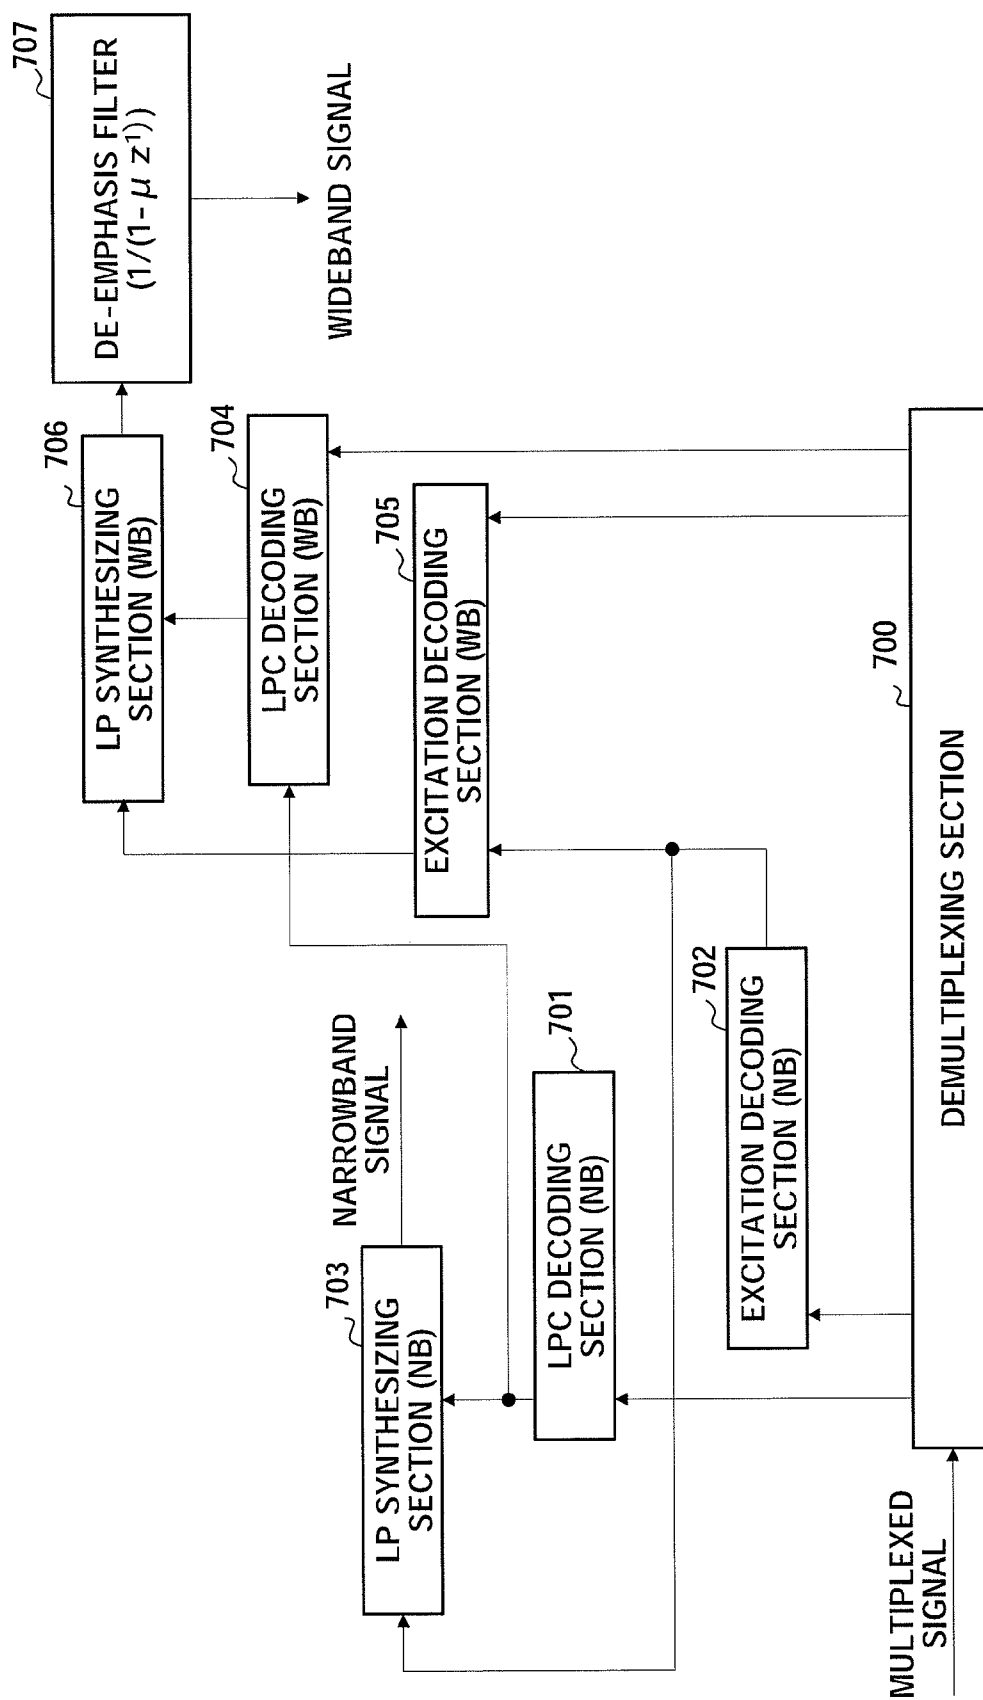 MULTIPLEXED
SIGNAL
700
DEMULTIPLEXING SECTION
701
LPC DECODING
SECTION (NB)
702
EXCITATION DECODING
SECTION (NB)
703
LP SYNTHESIZING
SECTION (NB)
NARROWBAND
SIGNAL
704
LPC DECODING
SECTION (WB)
705
EXCITATION DECODING
SECTION (WB)
706
LP SYNTHESIZING
SECTION (WB)
707
DE-EMPHASIS FILTER
(1/(1- μ z⁻¹))
WIDEBAND SIGNAL